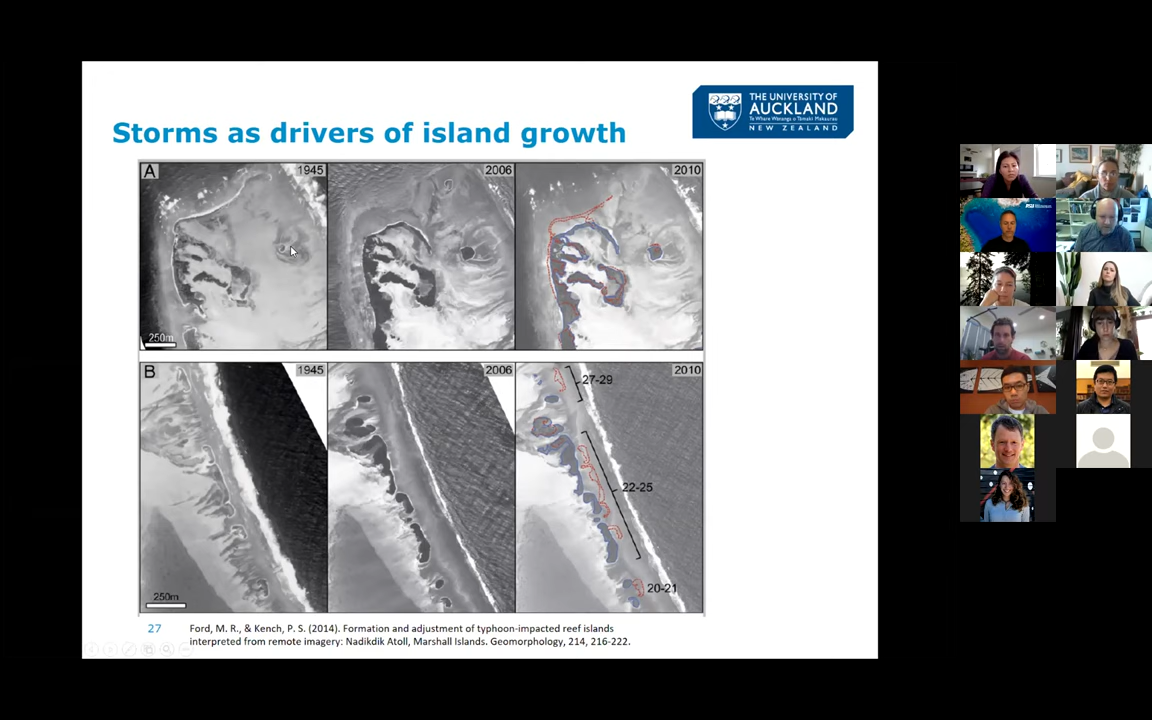 THE UNIVERSITY OF
AUCKLAND
Te Whare Wānanga o Tāmaki Makaurau
NEW ZEALAND
Storms as drivers of island growth
A
1945
2006
2010
250m
B
1945
2006
2010
27-29
22-25
20-21
250m
27
Ford, M. R., & Kench, P. S. (2014). Formation and adjustment of typhoon-impacted reef islands
interpreted from remote imagery: Nadikdik Atoll, Marshall Islands. Geomorphology, 214, 216-222.